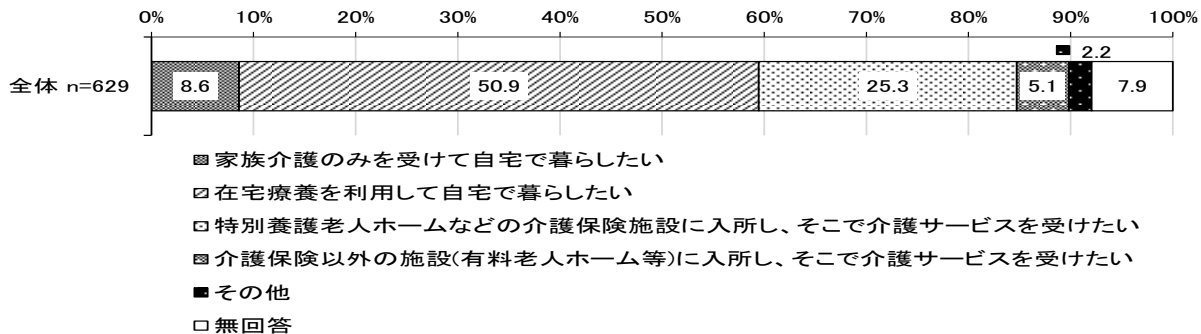 0% 10% 20% 30% 40% 50% 60% 70% 80% 90% 100%
2.2
全体 n=629 8.6 50.9 25.3 5.1 7.9
家族介護のみを受けて自宅で暮らしたい
在宅療養を利用して自宅で暮らしたい
特別養護老人ホームなどの介護保険施設に入所し、そこで介護サービスを受けたい
介護保険以外の施設(有料老人ホーム等)に入所し、そこで介護サービスを受けたい
その他
無回答